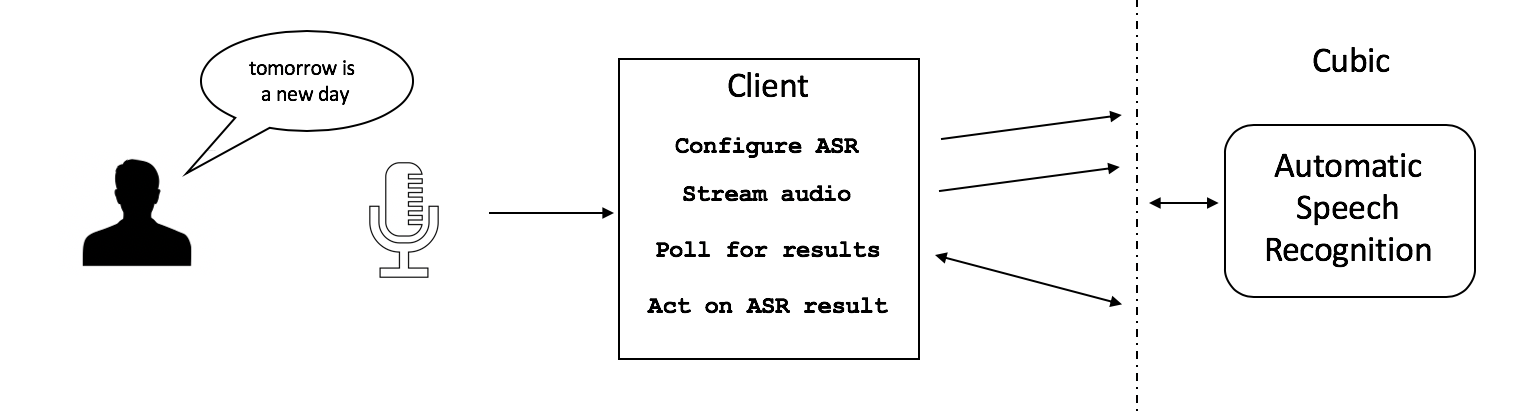 tomorrow is
a new day
Client
Configure ASR
Stream audio
Poll for results
Act on ASR result
Cubic
Automatic
Speech
Recognition